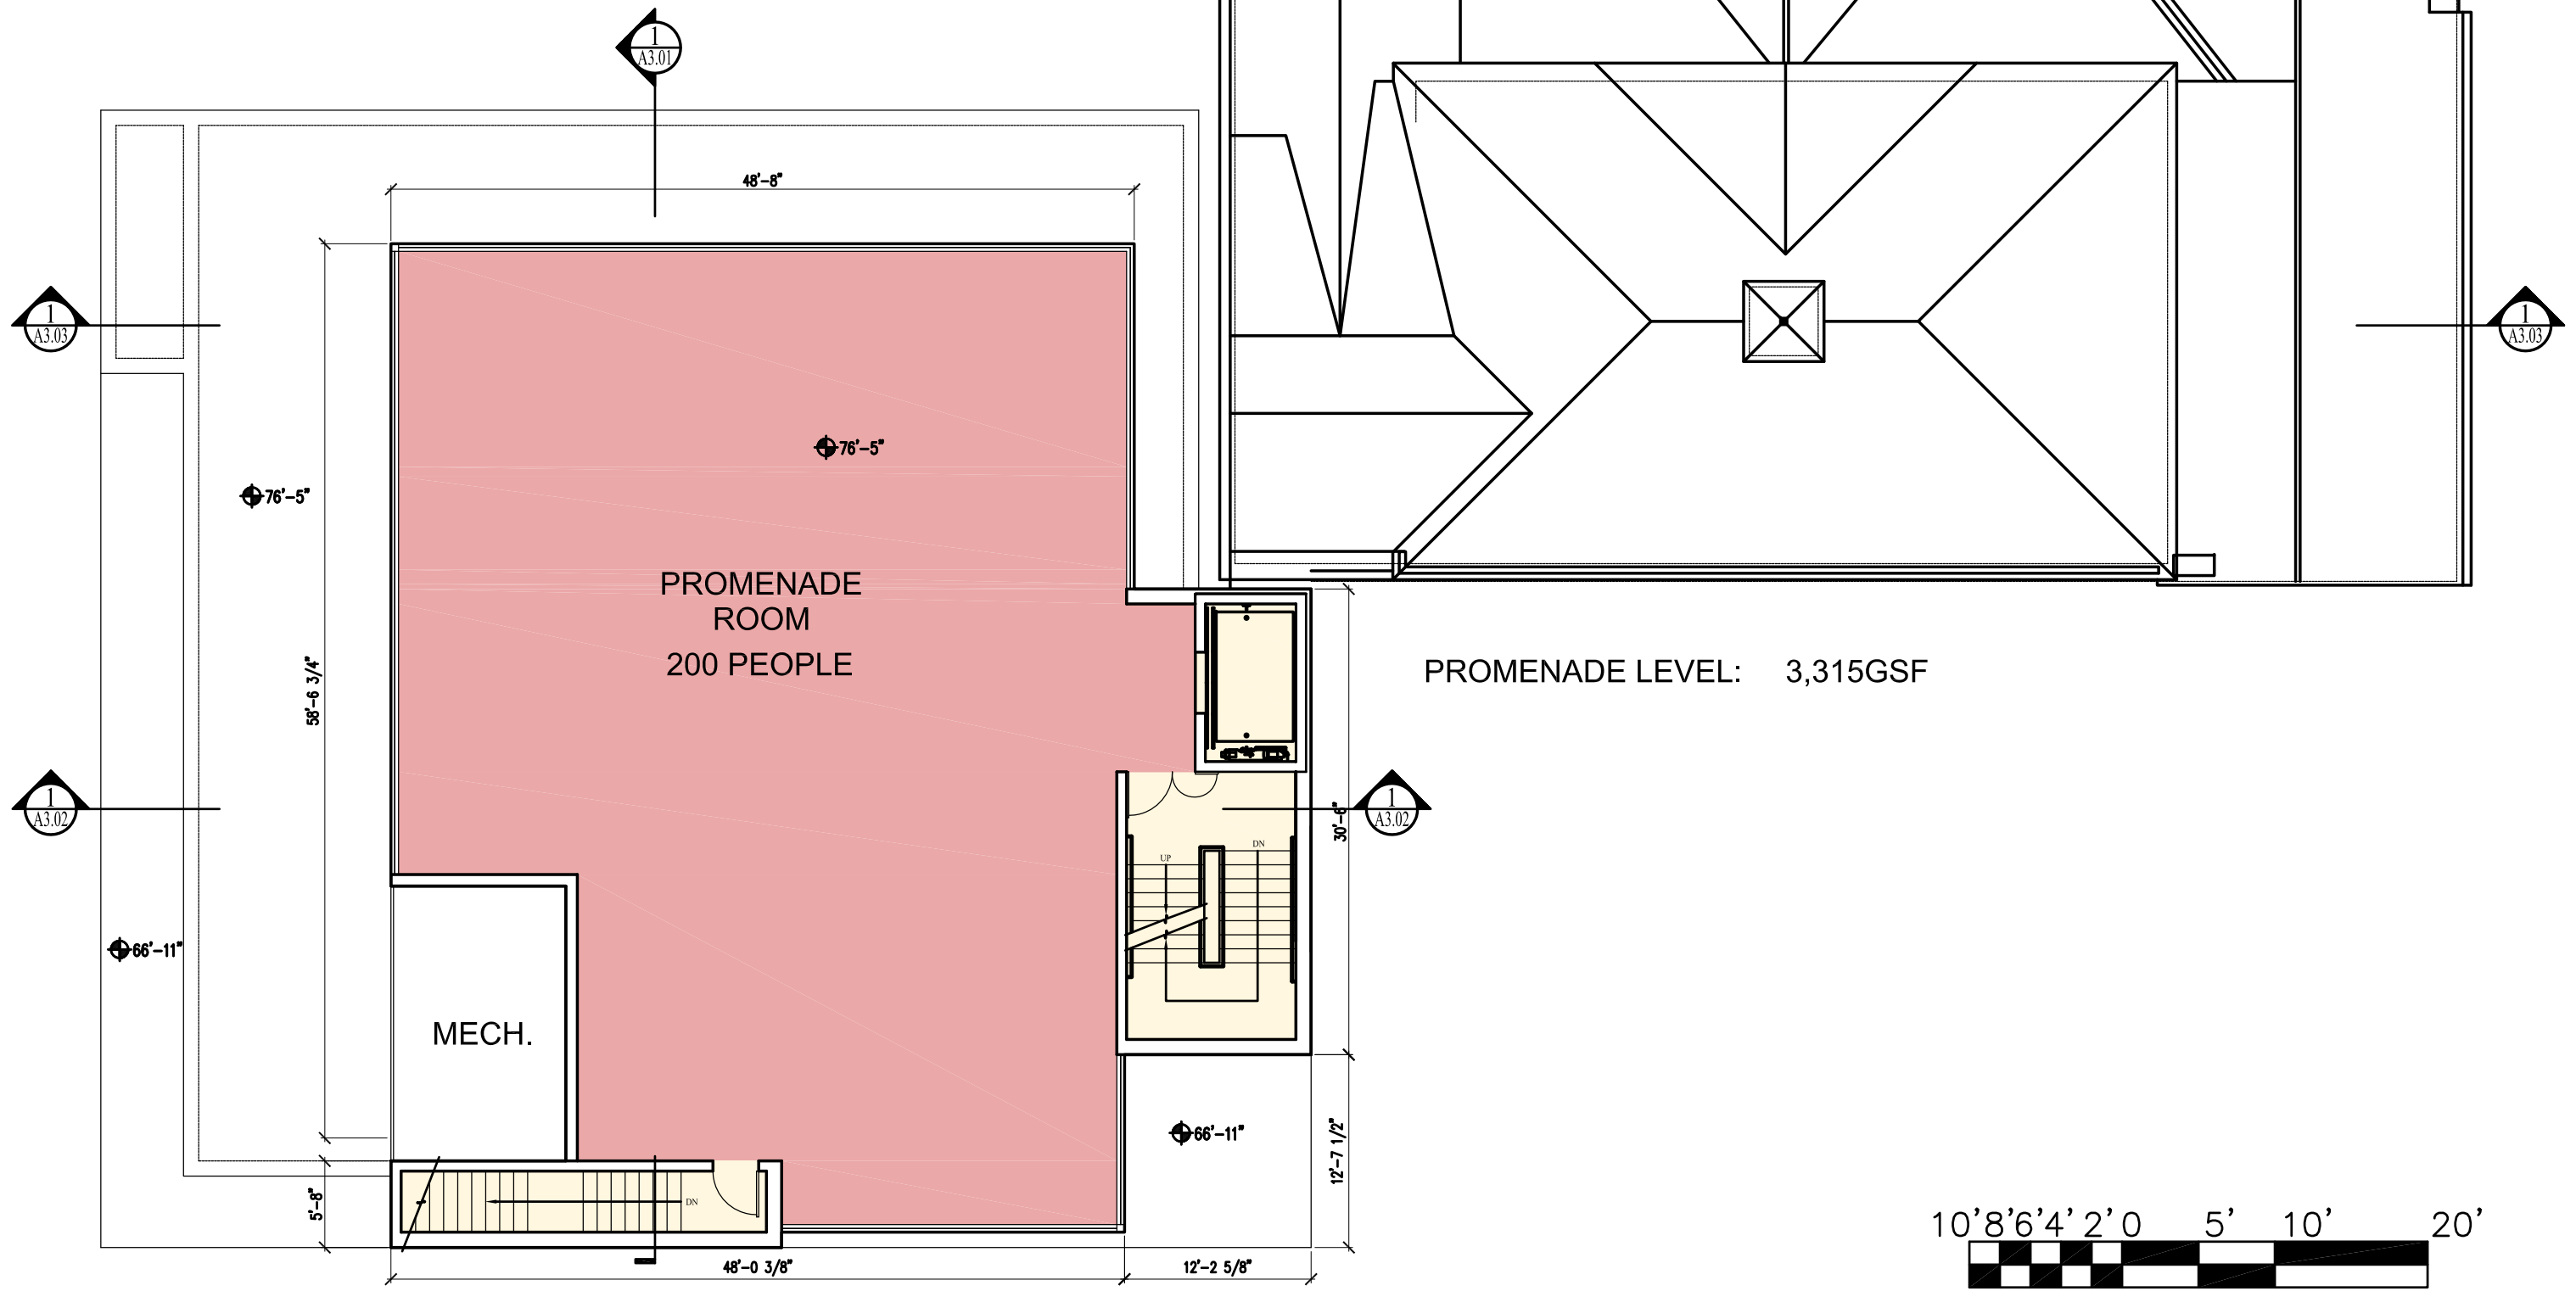 1
A3.01
48'-8"
1
A3.03
1
A3.03
76'-5"
76'-5"
PROMENADE
ROOM
200 PEOPLE
58'-6 3/4"
PROMENADE LEVEL: 3,315GSF
1
A3.02
30'-6"
1
A3.02
UP
DN
66'-11"
MECH.
66'-11"
12'-7 1/2"
5'-8"
DN
48'-0 3/8"
12'-2 5/8"
10' 8' 6' 4' 2' 0 5' 10' 20'